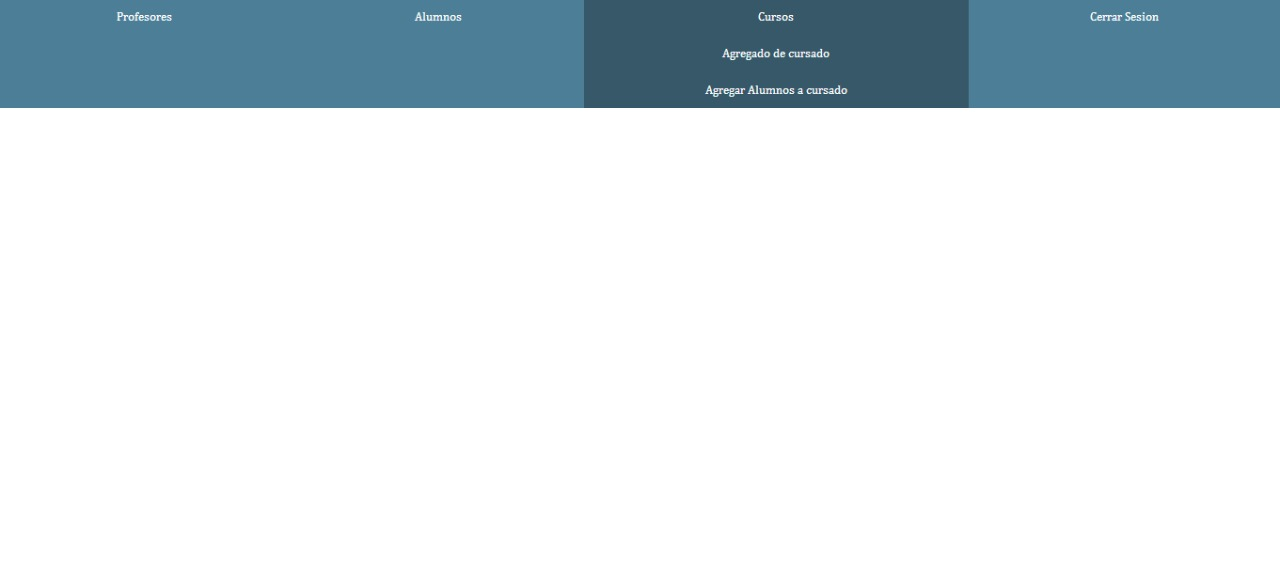 Profesores
Alumnos
Cursos
Agregado de cursado
Agregar Alumnos a cursado
Cerrar Sesion